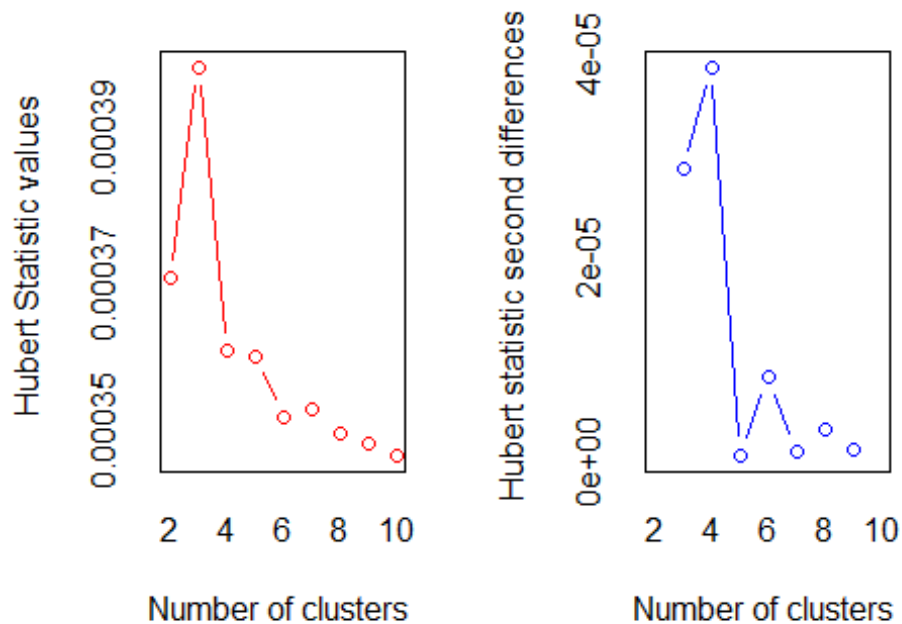 Hubert Statistic values
0.00035 0.00037 0.00039
2 4 6 8 10
Number of clusters
Hubert statistic second differences
0e+00 2e-05 4e-05
2 4 6 8 10
Number of clusters